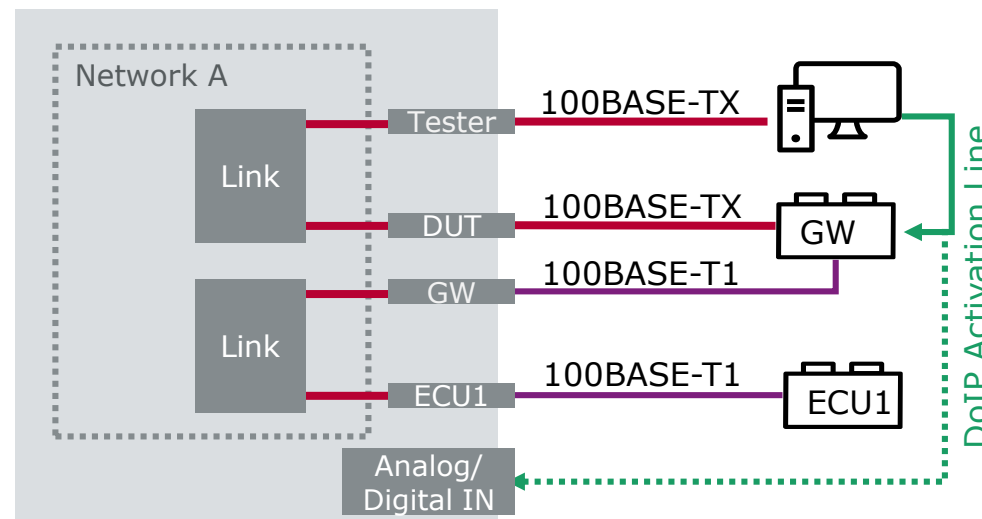 Network A
Link
Tester
100BASE-TX
DUT
100BASE-TX
GW
Link
GW
100BASE-T1
ECU1
100BASE-T1
ECU1
Analog/
Digital IN
DoIP Activation Line